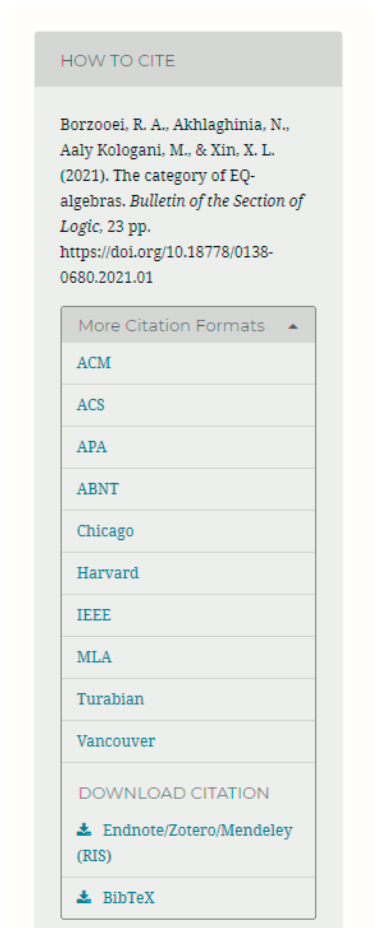 HOW TO CITE
Borzooei, R. A., Akhlaghinia, N.,
Aaly Kologani, M., & Xin, X. L.
(2021). The category of EQ-
algebras. Bulletin of the Section of
Logic, 23 pp.
https://doi.org/10.18778/0138-
0680.2021.01
More Citation Formats
ACM
ACS
APA
ABNT
Chicago
Harvard
IEEE
MLA
Turabian
Vancouver
DOWNLOAD CITATION
Endnote/Zotero/Mendeley
(RIS)
BibTeX